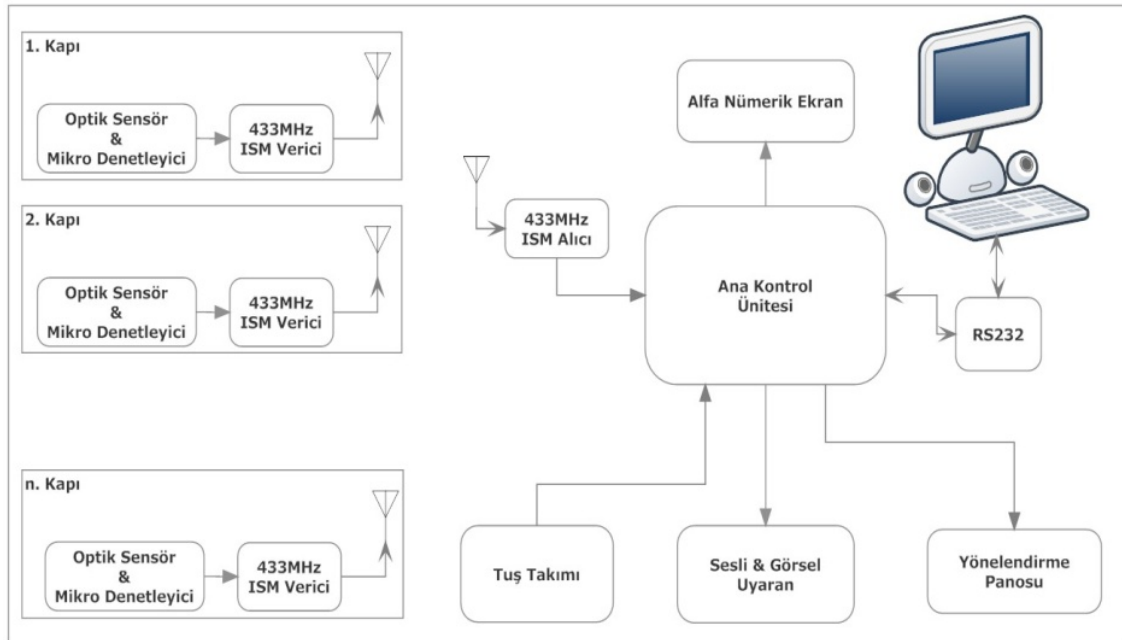 1. Kapı
Optik Sensör
&
Mikro Denetleyici
433MHz
ISM Verici
2. Kapı
Optik Sensör
&
Mikro Denetleyici
433MHz
ISM Verici
n. Kapı
Optik Sensör
&
Mikro Denetleyici
433MHz
ISM Verici
433MHz
ISM Alıcı
Alfa Nümerik Ekran
Ana Kontrol
Ünitesi
RS232
Tuş Takımı
Sesli & Görsel
Uyaran
Yönelendirme
Panosu